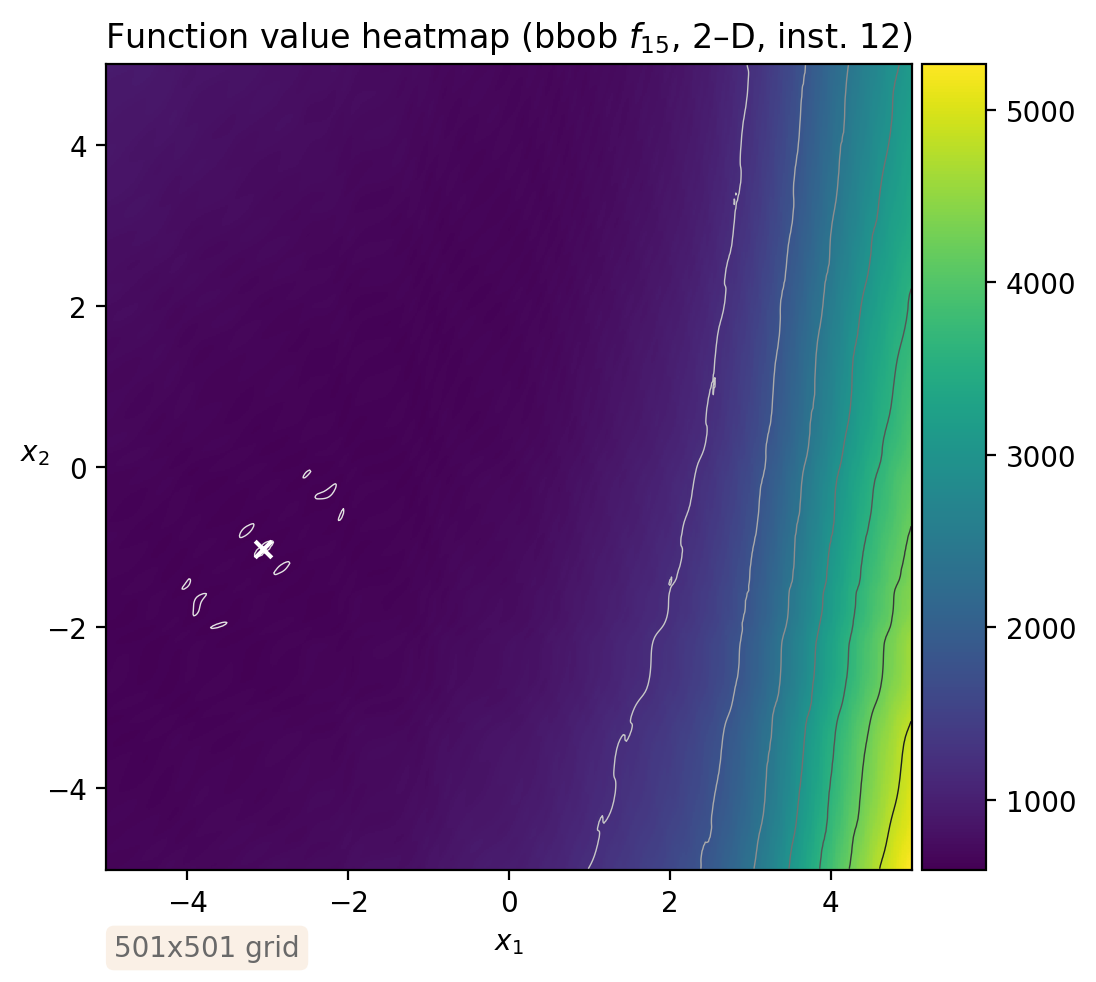 Function value heatmap (bbob f15, 2–D, inst. 12)
4
2
0
−2
−4
x2
−4 −2 0 2 4
x1
5000
4000
3000
2000
1000
501x501 grid